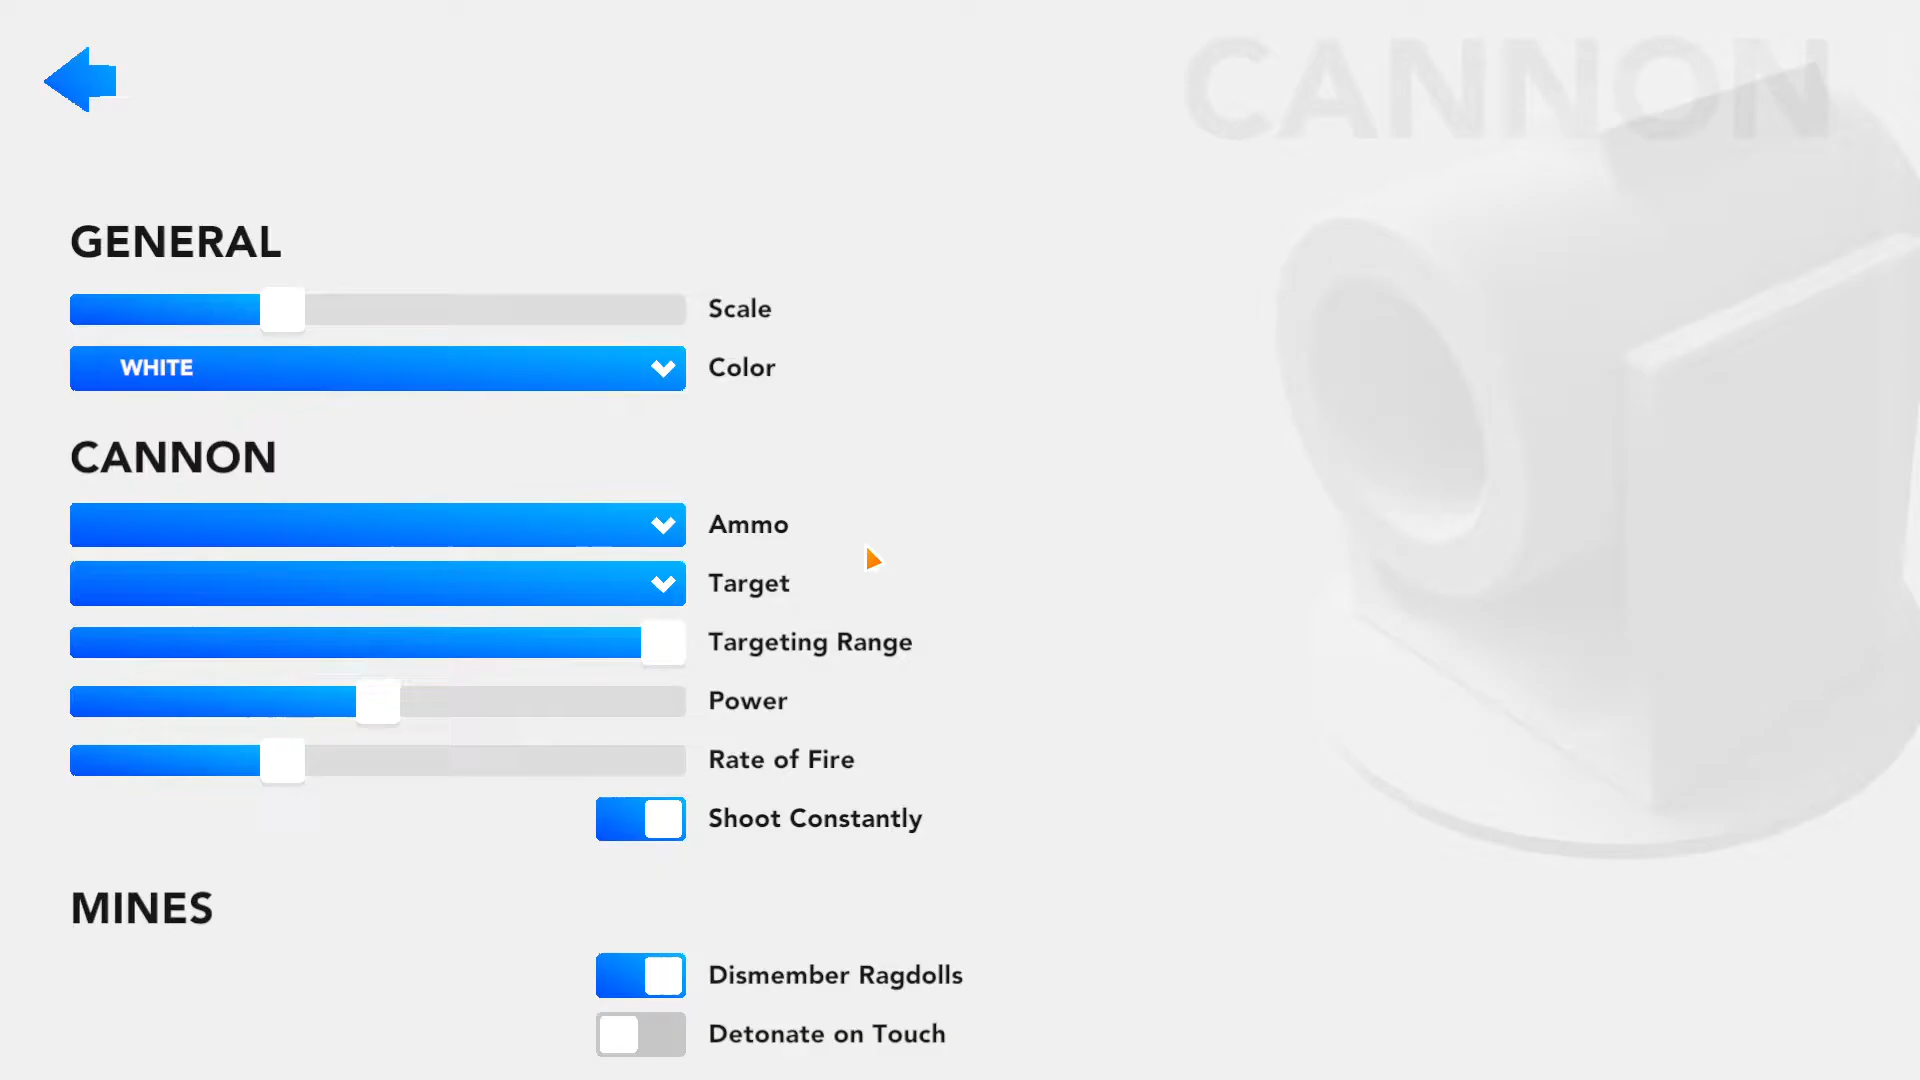 CANNON
GENERAL
Scale
WHITE
Color
CANNON
Ammo
Target
Targeting Range
Power
Rate of Fire
Shoot Constantly
MINES
Dismember Ragdolls
Detonate on Touch